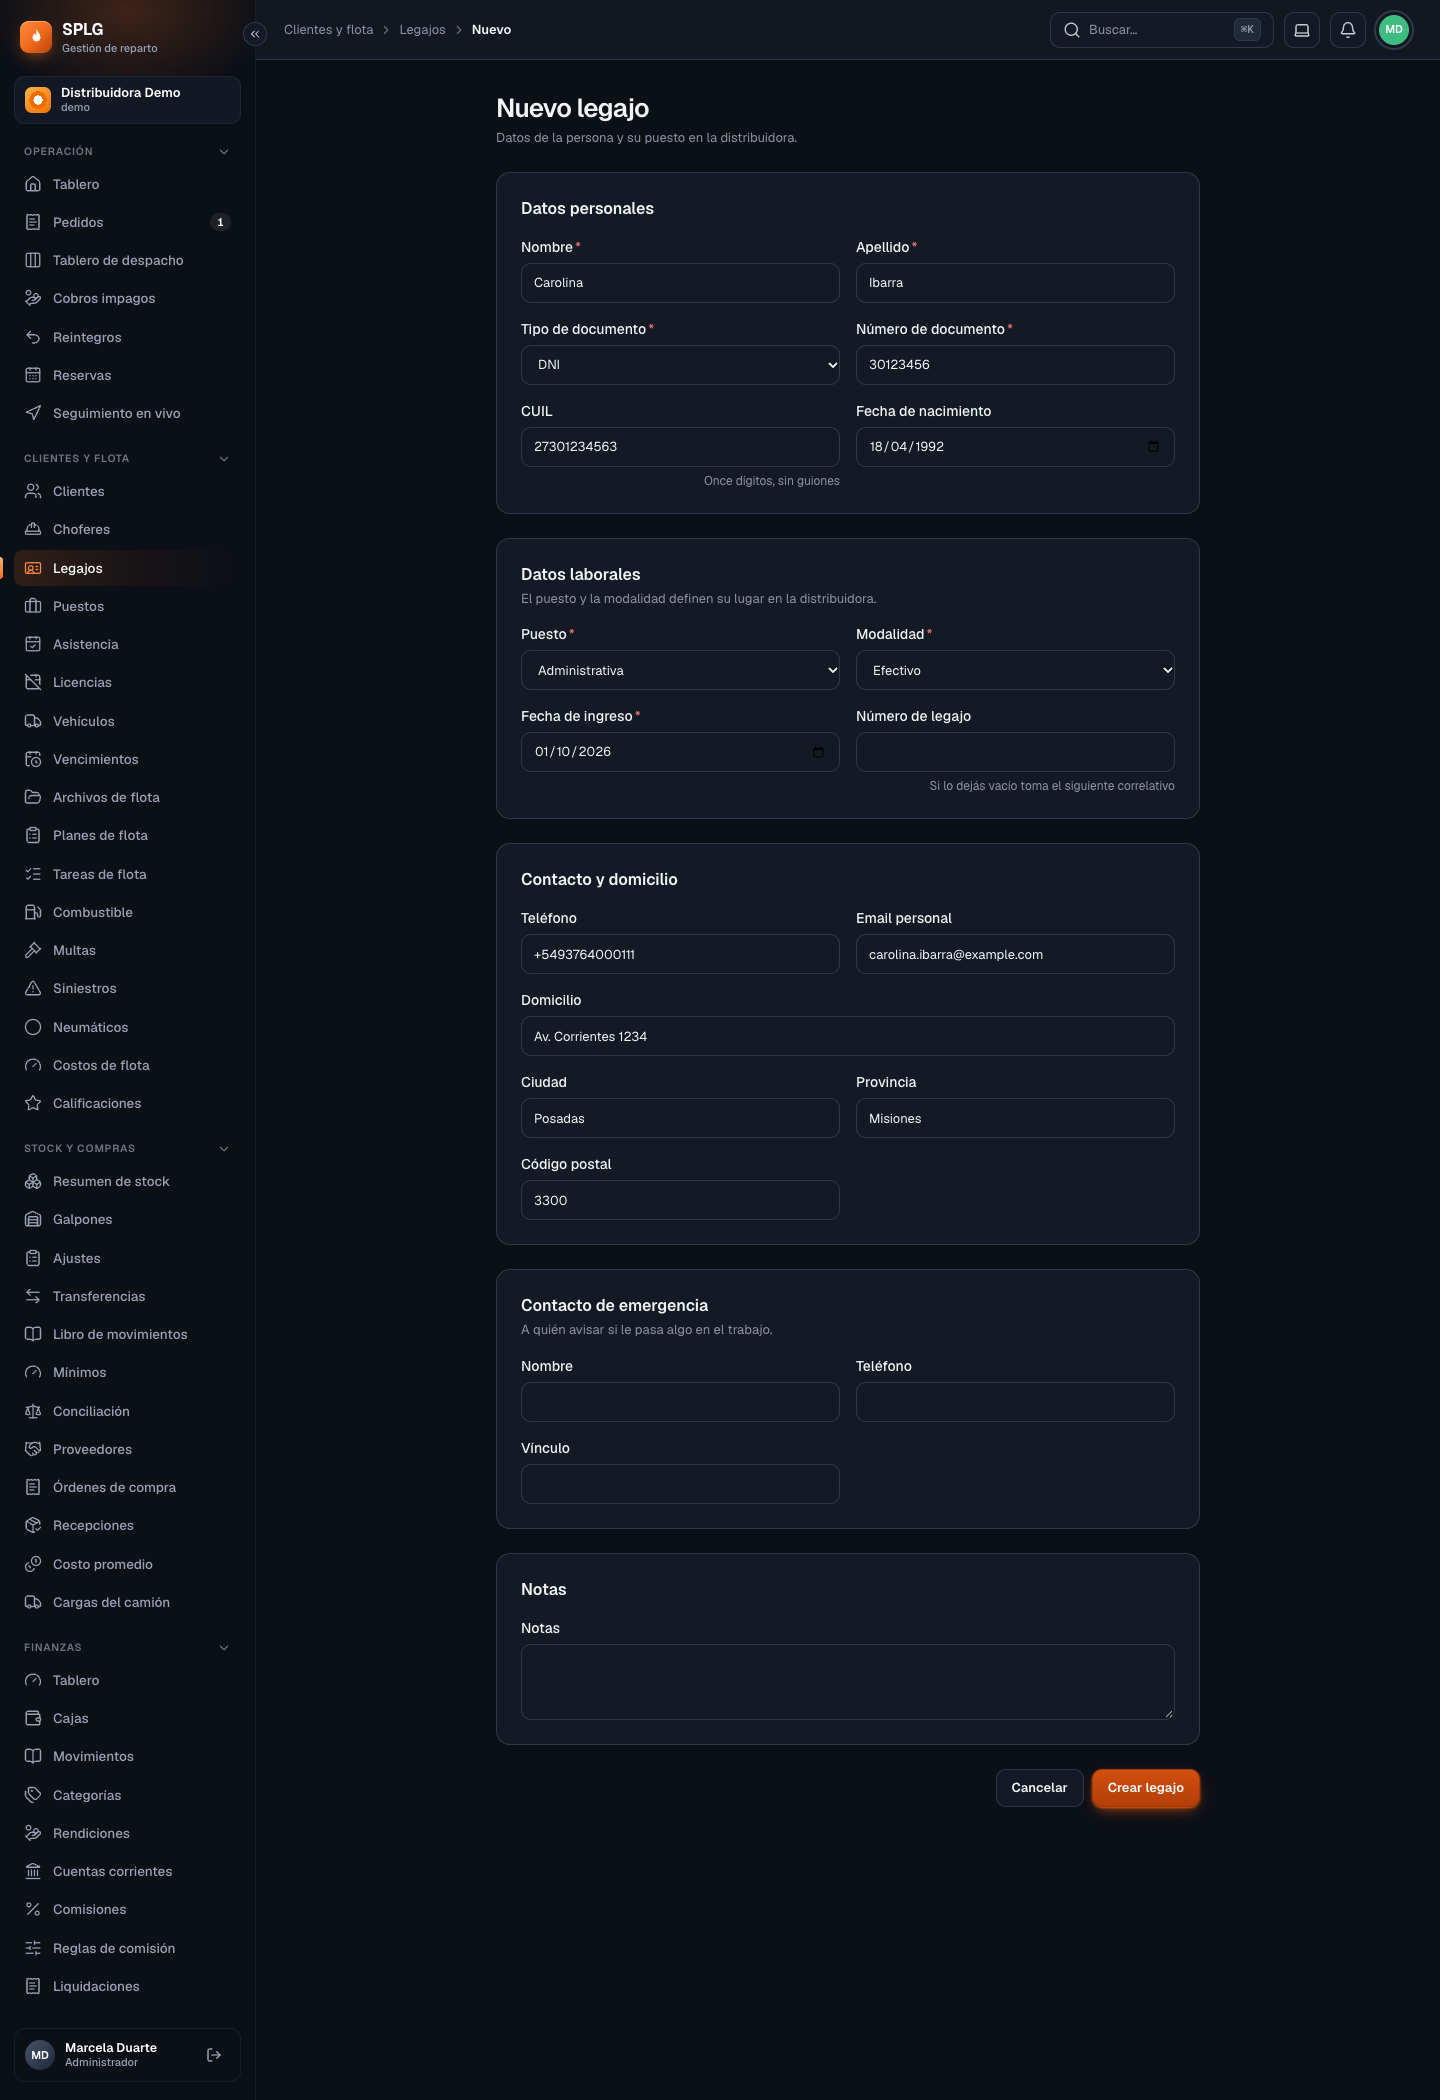 SPLG
Gestión de reparto
Distribuidora Demo
demo
OPERACIÓN
Tablero
Pedidos 1
Tablero de despacho
Cobros impagos
Reintegros
Reservas
Seguimiento en vivo
CLIENTES Y FLOTA
Clientes
Choferes
Legajos
Puestos
Asistencia
Licencias
Vehículos
Vencimientos
Archivos de flota
Planes de flota
Tareas de flota
Combustible
Multas
Siniestros
Neumáticos
Costos de flota
Calificaciones
STOCK Y COMPRAS
Resumen de stock
Galpones
Ajustes
Transferencias
Libro de movimientos
Mínimos
Conciliación
Proveedores
Órdenes de compra
Recepciones
Costo promedio
Cargas del camión
FINANZAS
Tablero
Cajas
Movimientos
Categorías
Rendiciones
Cuentas corrientes
Comisiones
Reglas de comisión
Liquidaciones
MD
Marcela Duarte
Administrador
Clientes y flota > Legajos > Nuevo
Buscar... ⌘K
MD
Nuevo legajo
Datos de la persona y su puesto en la distribuidora.
Datos personales
Nombre * Apellido *
Carolina Ibarra
Tipo de documento * Número de documento *
DNI 30123456
CUIL Fecha de nacimiento
27301234563 18/04/1992
Once dígitos, sin guiones
Datos laborales
El puesto y la modalidad definen su lugar en la distribuidora.
Puesto * Modalidad *
Administrativa Efectivo
Fecha de ingreso * Número de legajo
01/10/2026
Si lo dejás vacío toma el siguiente correlativo
Contacto y domicilio
Teléfono Email personal
+5493764000111 carolina.ibarra@example.com
Domicilio
Av. Corrientes 1234
Ciudad Provincia
Posadas Misiones
Código postal
3300
Contacto de emergencia
A quién avisar si le pasa algo en el trabajo.
Nombre Teléfono
Vínculo
Notas
Notas
Cancelar Crear legajo